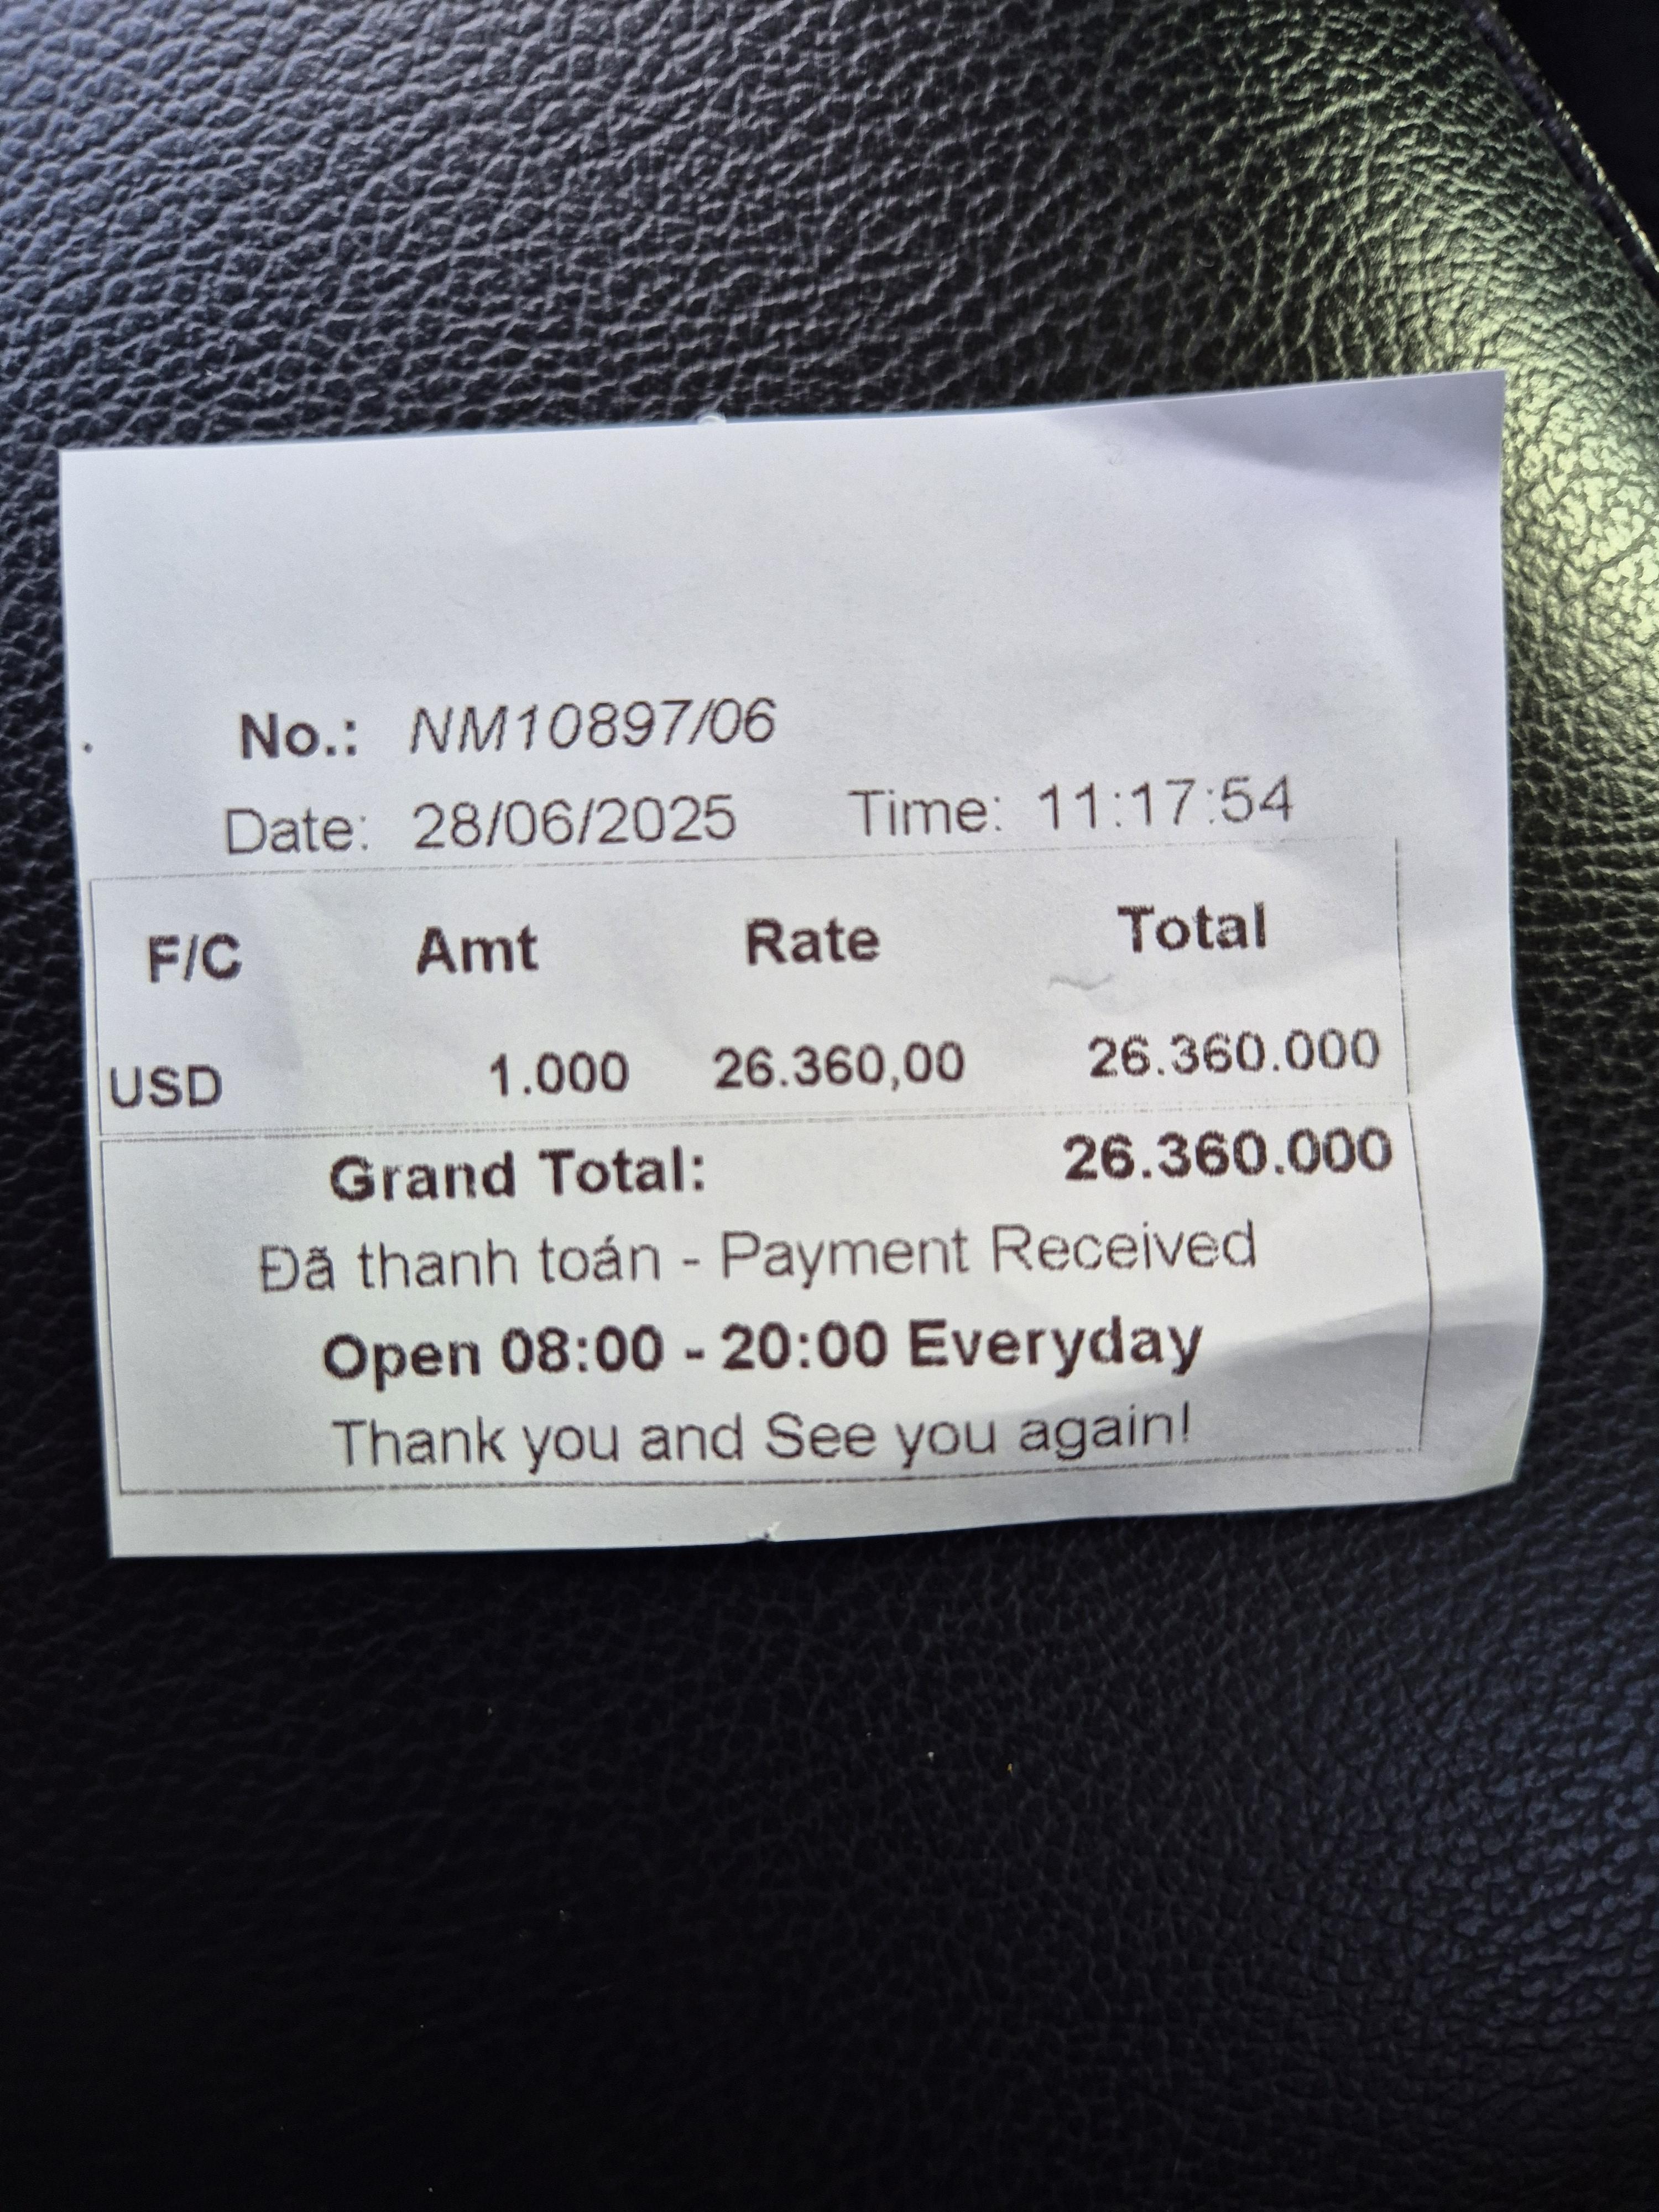 No.: NM10897/06
Date: 28/06/2025 Time: 11:17:54
F/C Amt Rate Total
USD 1.000 26.360,00 26.360.000
Grand Total: 26.360.000
Đã thanh toán - Payment Received
Open 08:00 - 20:00 Everyday
Thank you and See you again!